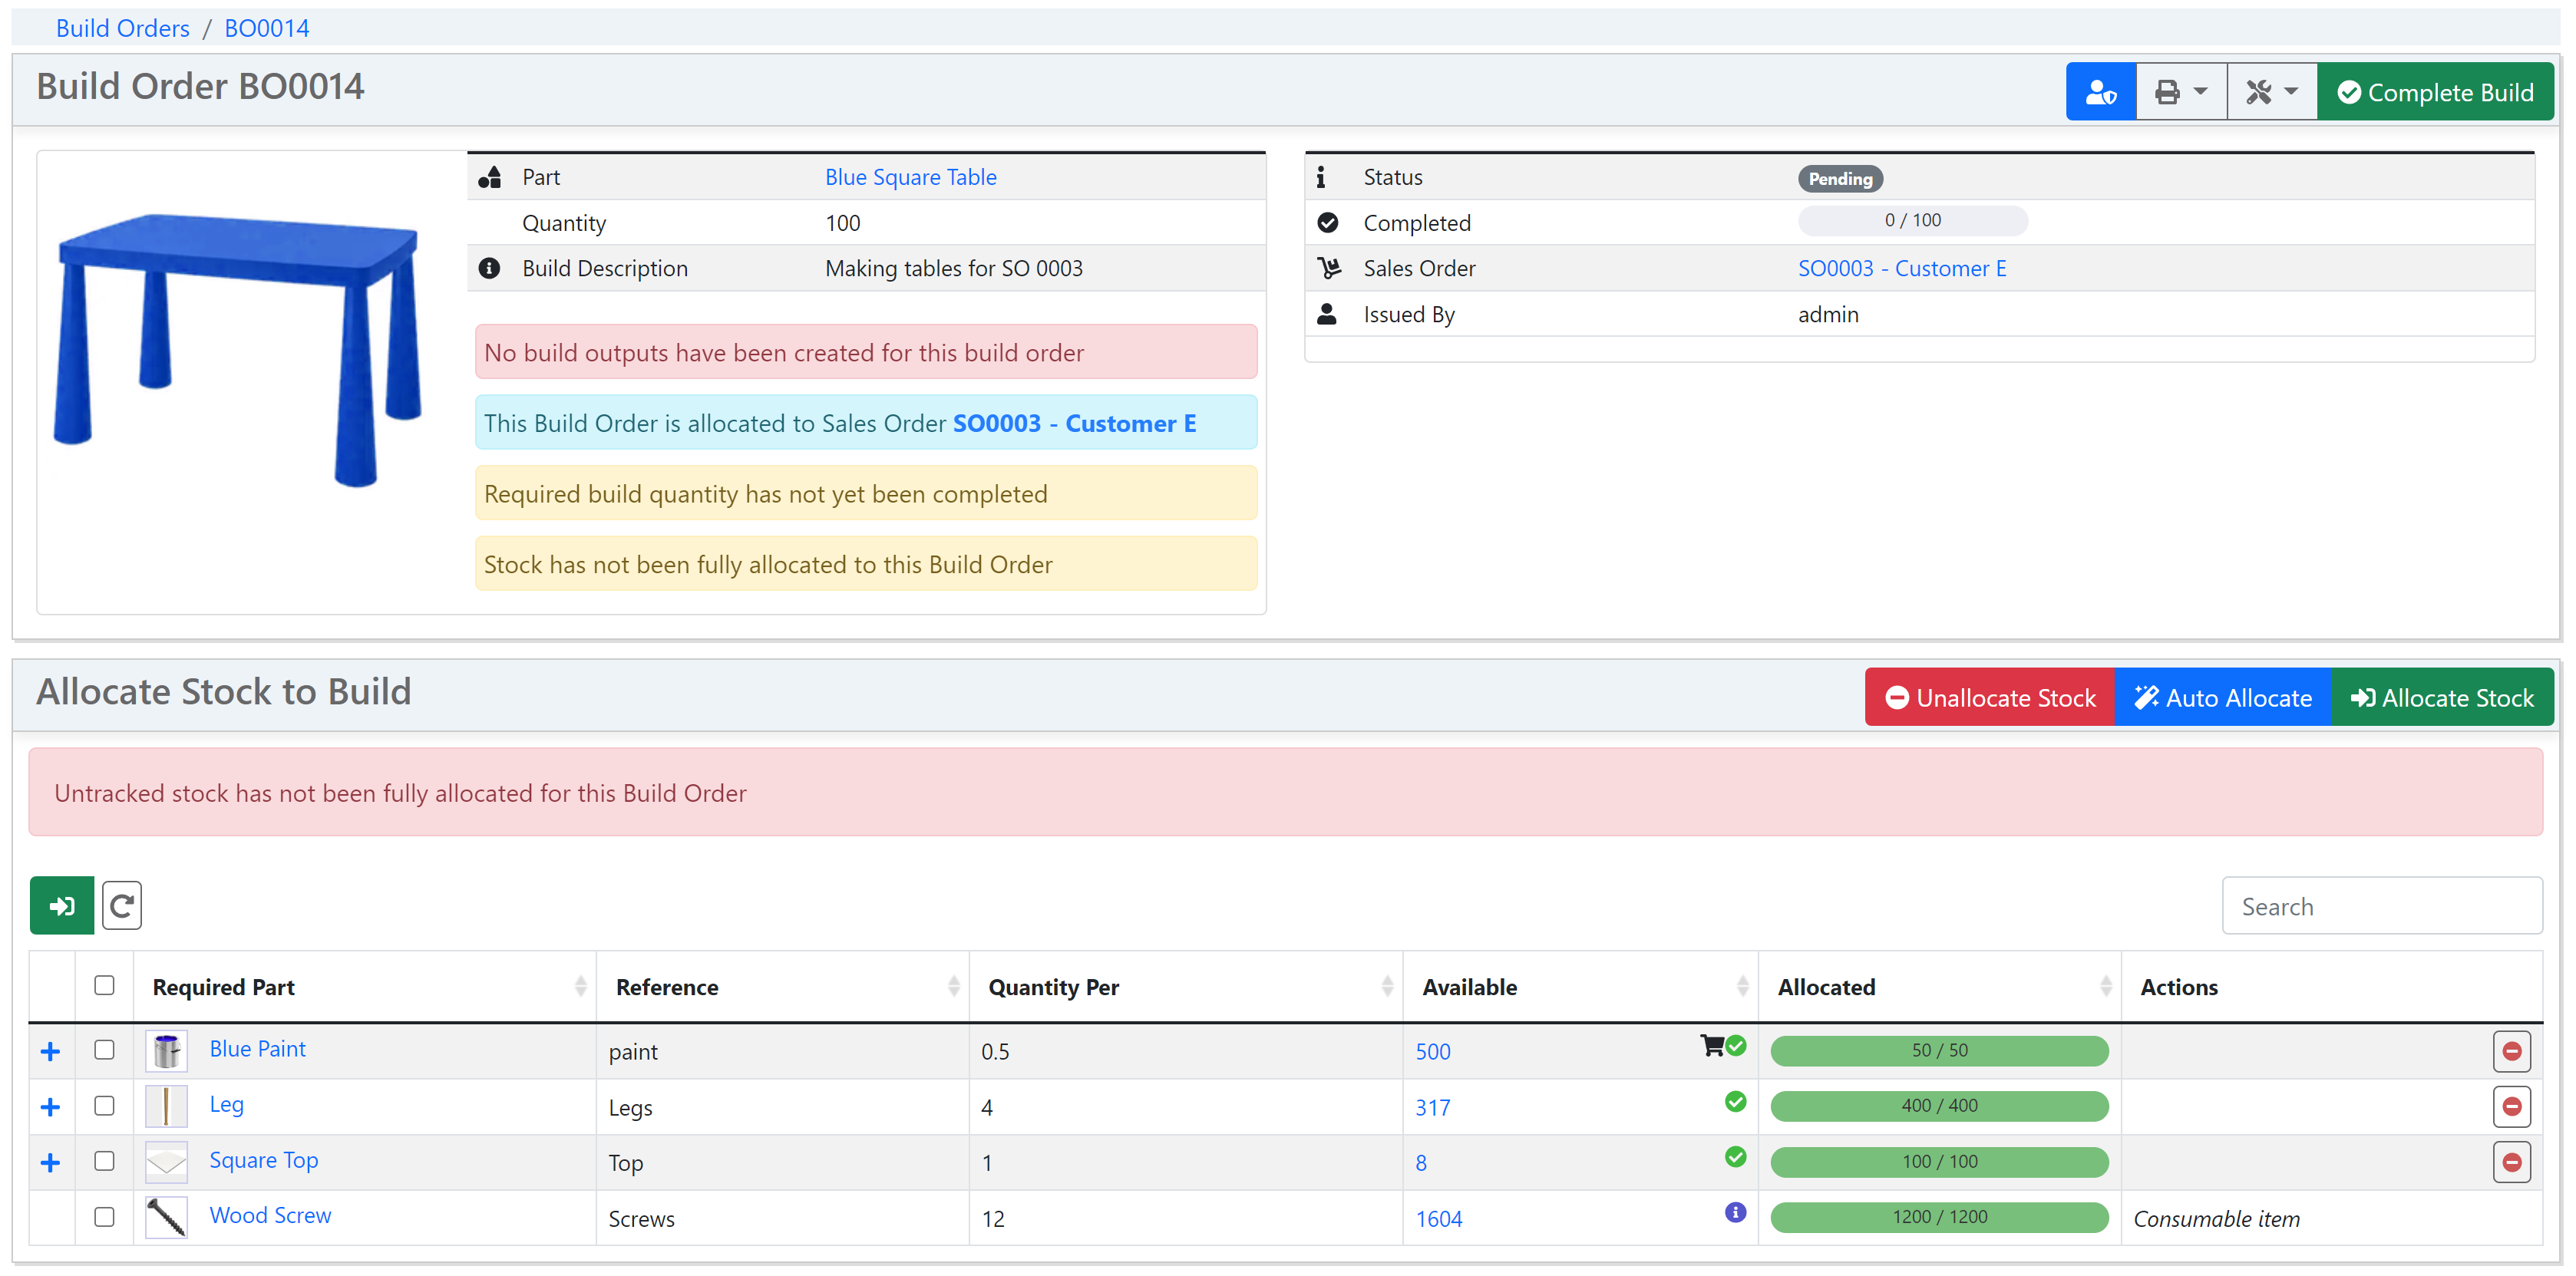 Build Orders / BO0014
Build Order BO0014
Complete Build
Part Blue Square Table
Quantity 100
Build Description Making tables for SO 0003
No build outputs have been created for this build order
This Build Order is allocated to Sales Order SO0003 - Customer E
Required build quantity has not yet been completed
Stock has not been fully allocated to this Build Order
Status Pending
Completed 0 / 100
Sales Order SO0003 - Customer E
Issued By admin
Allocate Stock to Build
Unallocate Stock Auto Allocate Allocate Stock
Untracked stock has not been fully allocated for this Build Order
Search
Required Part Reference Quantity Per Available Allocated Actions
Blue Paint paint 0.5 500 50 / 50
Leg Legs 4 317 400 / 400
Square Top Top 1 8 100 / 100
Wood Screw Screws 12 1604 1200 / 1200 Consumable item